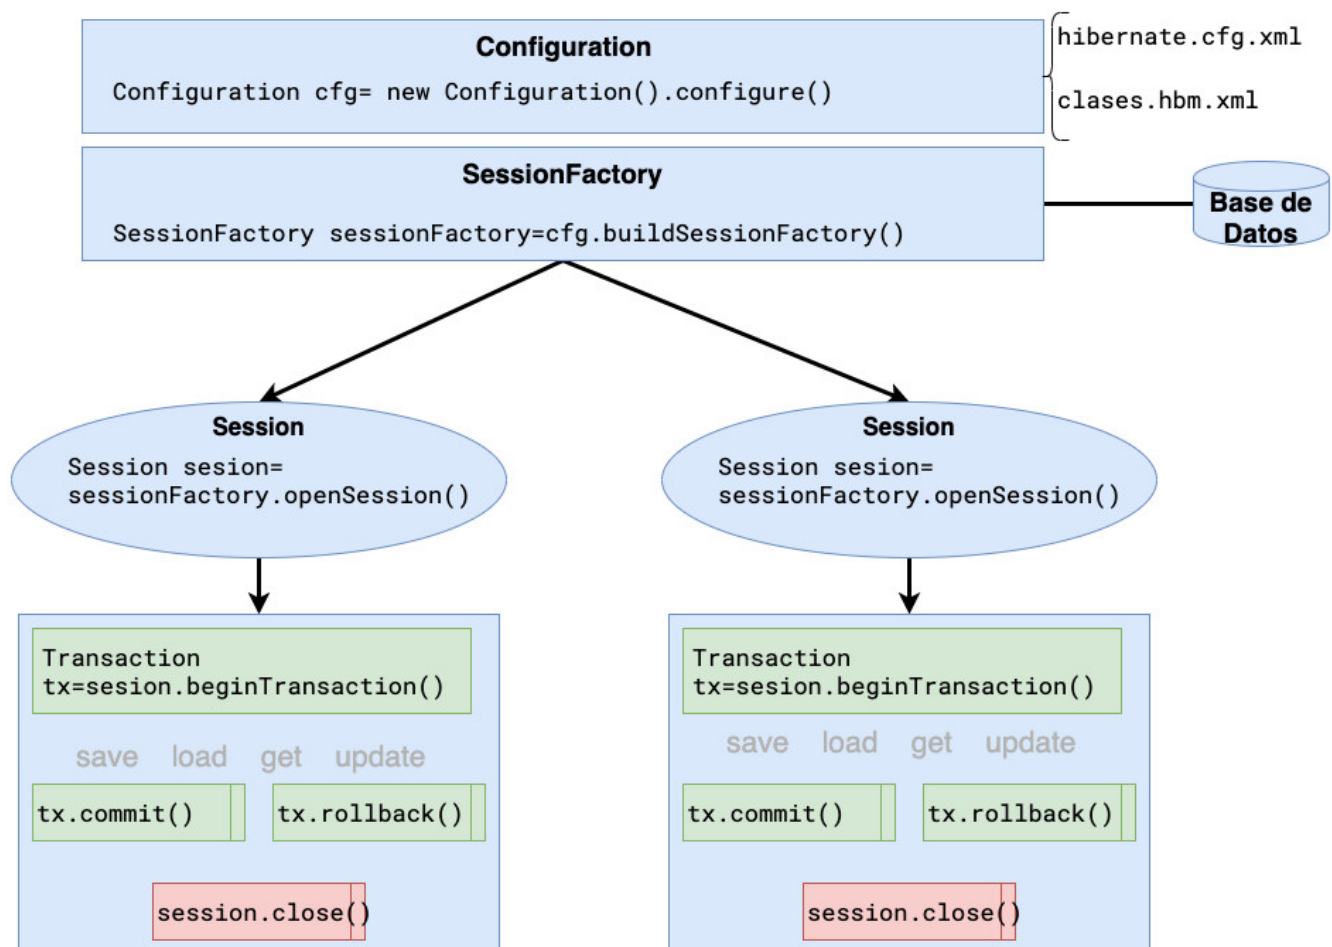 Configuration
Configuration cfg= new Configuration().configure()
hibernate.cfg.xml
clases.hbm.xml
SessionFactory
SessionFactory sessionFactory=cfg.buildSessionFactory()
Base de
Datos
Session
Session sesion=
sessionFactory.openSession()
Session
Session sesion=
sessionFactory.openSession()
Transaction
tx=sesion.beginTransaction()
save load get update
tx.commit() tx.rollback()
session.close()
Transaction
tx=sesion.beginTransaction()
save load get update
tx.commit() tx.rollback()
session.close()